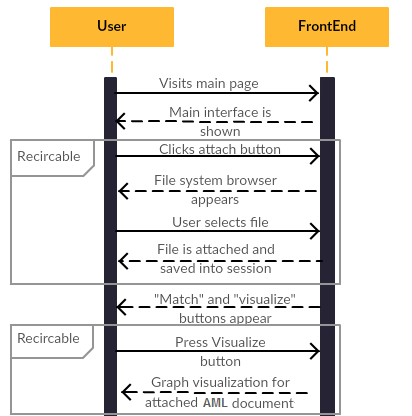 User
FrontEnd
Visits main page
Main interface is
shown
Recircable
Clicks attach button
File system browser
appears
User selects file
File is attached and
saved into session
"Match" and "visualize"
buttons appear
Recircable
Press Visualize
button
Graph visualization for
attached AML document